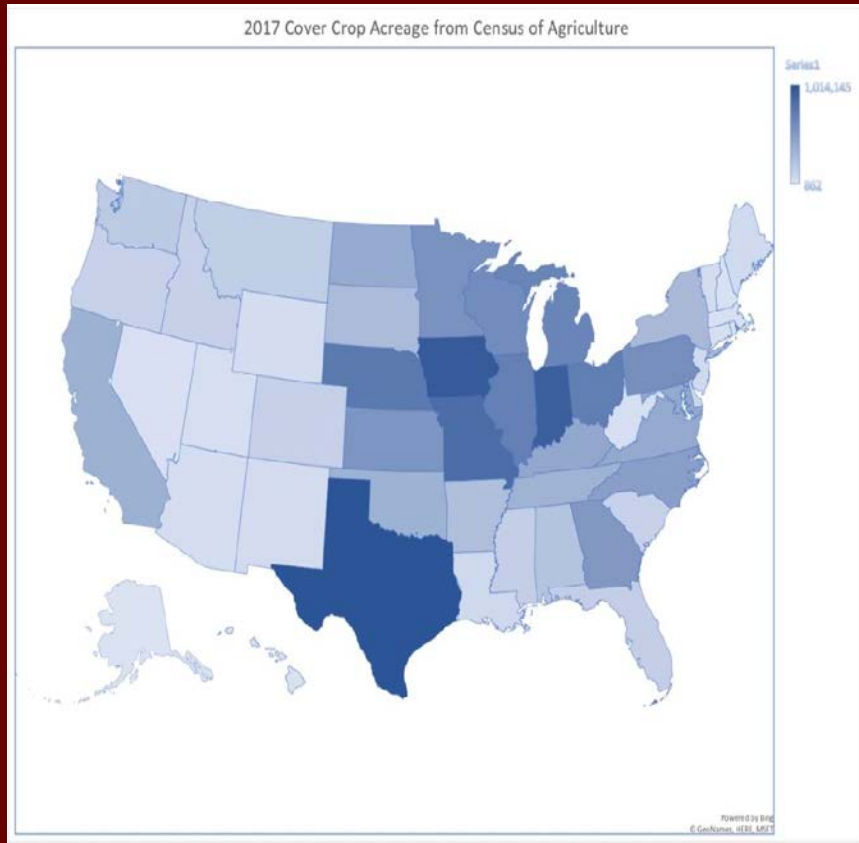 2017 Cover Crop Acreage from Census of Agriculture
Series1
1,014,145
862
Powered by Bing
© GeoNames, HERE, MSFT